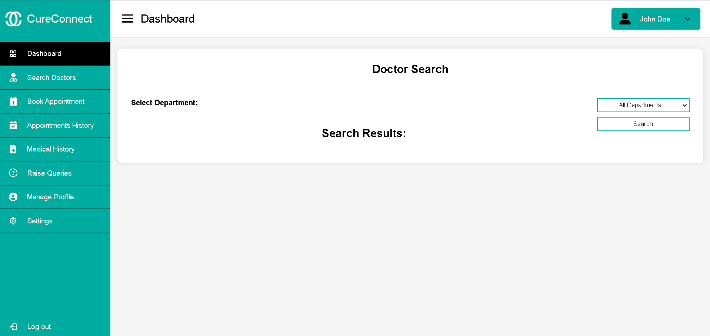 CureConnect
Dashboard
Search Doctors
Book Appointment
Appointments History
Medical History
Raise Queries
Manage Profile
Settings
Log out
Dashboard
John Doe
Doctor Search
Select Department:
All Departments
Search
Search Results: